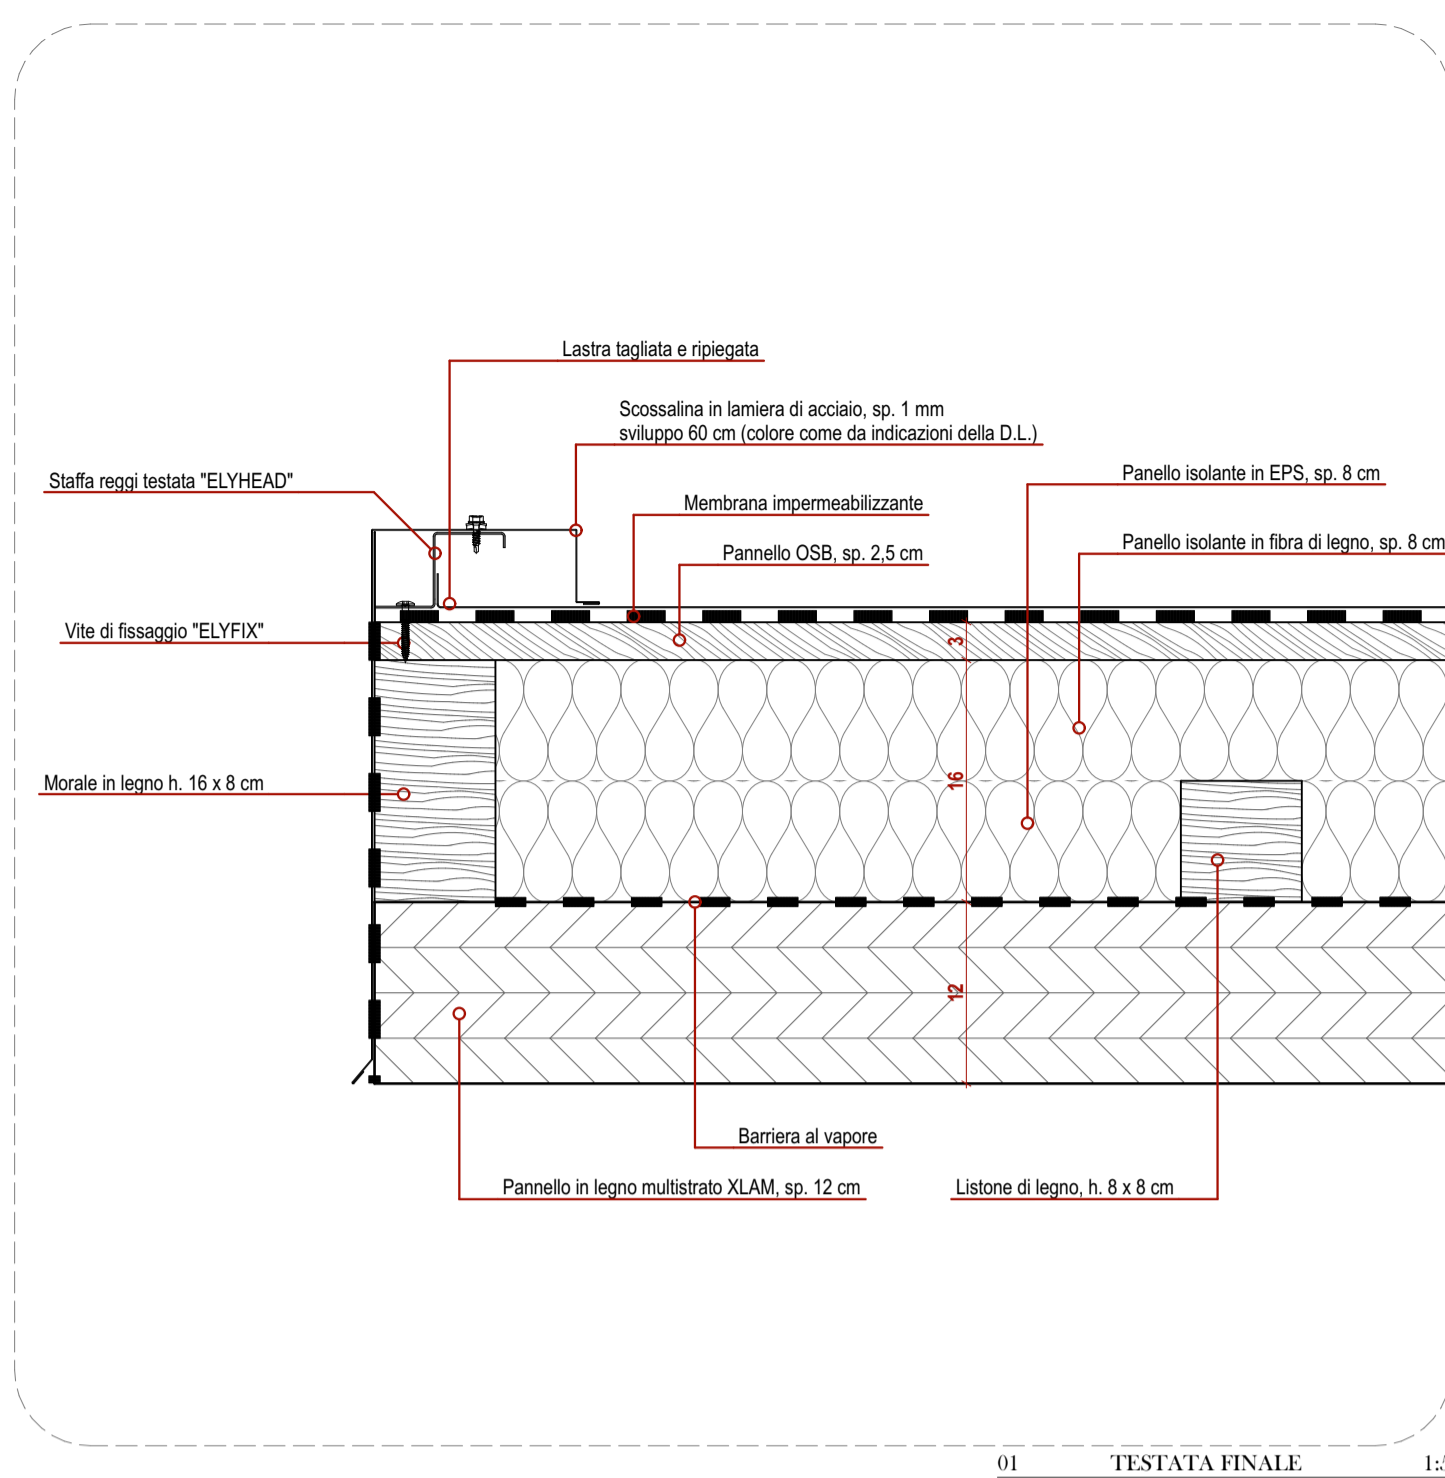 Lastra tagliata e ripiegata
Scossalina in lamiera di acciaio, sp. 1 mm
sviluppo 60 cm (colore come da indicazioni della D.L.)
Staffa reggi testata "ELYHEAD"
Panello isolante in EPS, sp. 8 cm
Membrana impermeabilizzante
Panello isolante in fibra di legno, sp. 8 cm
Pannello OSB, sp. 2,5 cm
Vite di fissaggio "ELYFIX"
3
Morale in legno h. 16 x 8 cm
16
12
Barriera al vapore
Pannello in legno multistrato XLAM, sp. 12 cm
Listone di legno, h. 8 x 8 cm
01 TESTATA FINALE